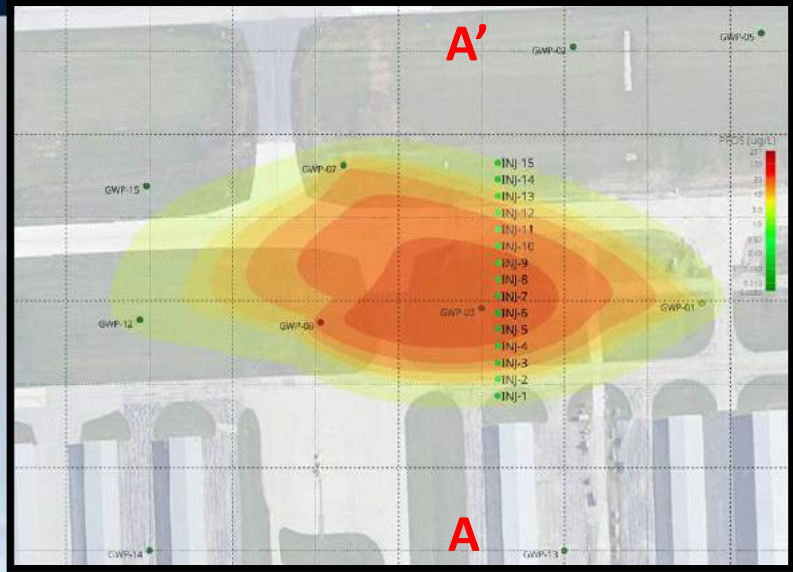 A’
GWP-02
GWP-05
PFOS (ug/L)
GWP-07
GWP-15
INJ-15
INJ-14
INJ-13
INJ-12
INJ-11
INJ-10
INJ-9
INJ-8
INJ-7
INJ-6
INJ-5
INJ-4
INJ-3
INJ-2
INJ-1
GWP-03
GWP-01
GWP-12
GWP-06
A
GWP-14
GWP-13